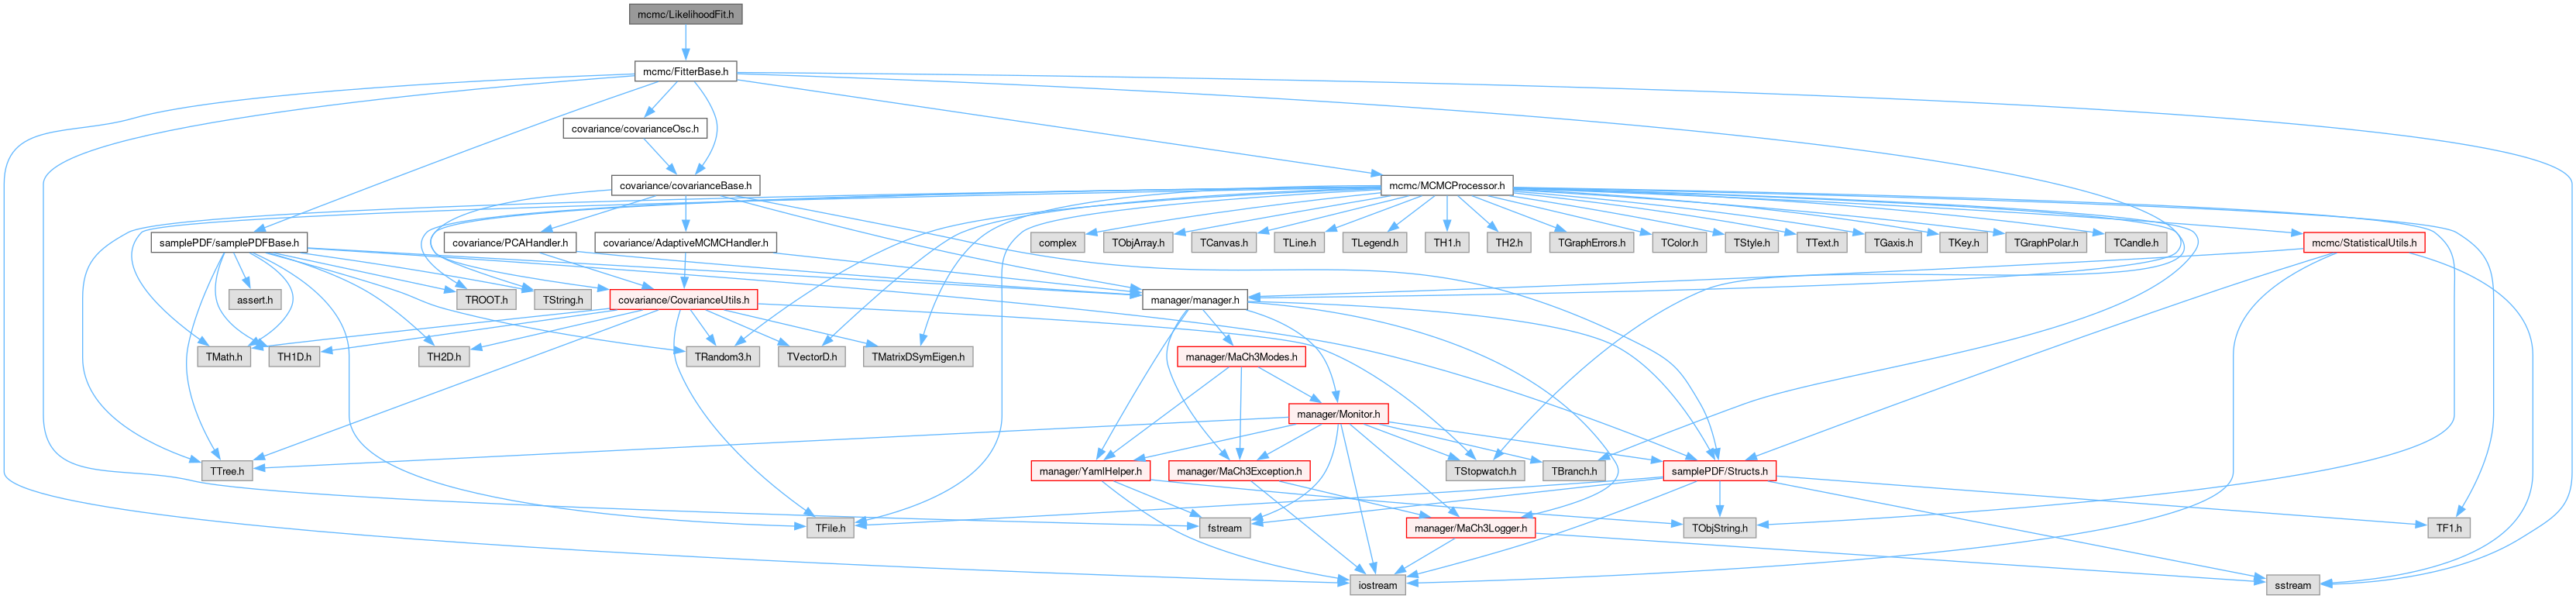 mcmc/LikelihoodFit.h
mcmc/FitterBase.h
covariance/covarianceOsc.h
covariance/covarianceBase.h
mcmc/MCMCProcessor.h
samplePDF/samplePDFBase.h
covariance/PCAHandler.h
covariance/AdaptiveMCMCHandler.h
complex
TObjArray.h
TCanvas.h
TLine.h
TLegend.h
TH1.h
TH2.h
TGraphErrors.h
TColor.h
TStyle.h
TText.h
TGaxis.h
TKey.h
TGraphPolar.h
TCandle.h
mcmc/StatisticalUtils.h
assert.h
TROOT.h
TString.h
covariance/CovarianceUtils.h
manager/manager.h
TMath.h
TH1D.h
TH2D.h
TRandom3.h
TVectorD.h
TMatrixDSymEigen.h
manager/MaCh3Modes.h
manager/Monitor.h
TTree.h
manager/YamlHelper.h
manager/MaCh3Exception.h
TStopwatch.h
TBranch.h
samplePDF/Structs.h
TFile.h
fstream
manager/MaCh3Logger.h
TObjString.h
TF1.h
iostream
sstream